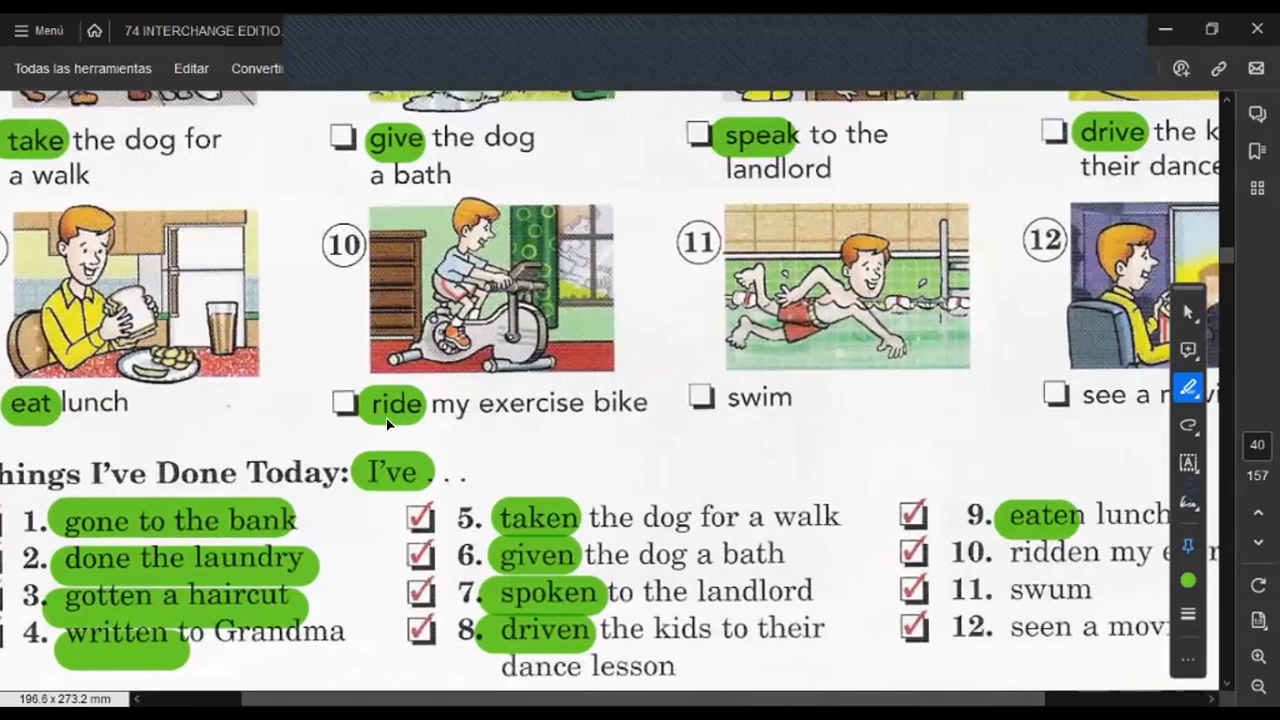 Menú 74 INTERCHANGE EDITIO
Todas las herramientas Editar
take the dog for
a walk
give the dog
a bath
speak to the
landlord
drive the k
their dance
10
11
12
eat lunch
ride my exercise bike
swim
see a
hings I've Done Today: I've . . .
1. gone to the bank
2. done the laundry
3. gotten a haircut
4. written to Grandma
5. taken the dog for a walk
6. given the dog a bath
7. spoken to the landlord
8. driven the kids to their
dance lesson
9. eaten lunch
10. ridden my
11. swum
12. seen a
40
157
196.6 x 273.2 mm